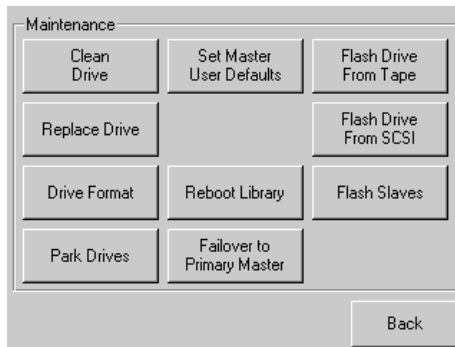 Maintenance
Clean
Drive
Set Master
User Defaults
Flash Drive
From Tape
Replace Drive
Flash Drive
From SCSI
Drive Format
Reboot Library
Flash Slaves
Park Drives
Failover to
Primary Master
Back